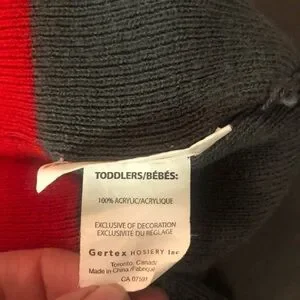 TODDLERS/BÉBÉS:
100% ACRYLIC/ACRYLIQUE
EXCLUSIVE OF DECORATION
EXCLUSIVITÉ DU RÉGLAGE
Gertex HOSIERY Inc
Toronto, Canada
Made in China/Fabriqué
CA 07591